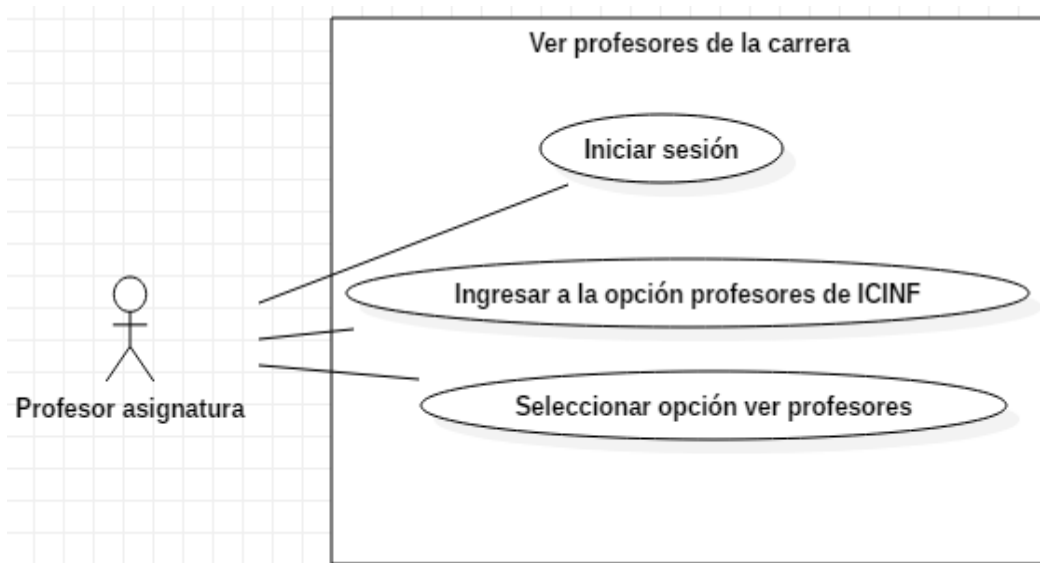 Ver profesores de la carrera
Iniciar sesión
Ingresar a la opción profesores de ICINF
Seleccionar opción ver profesores
Profesor asignatura